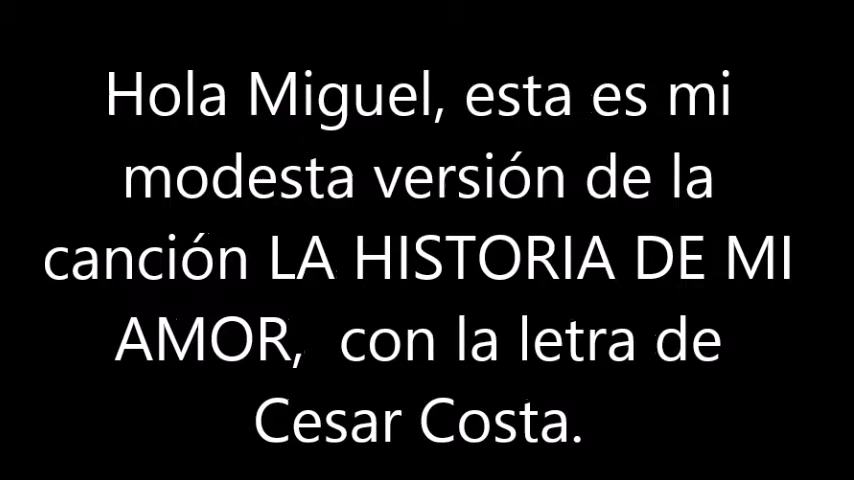 Hola Miguel, esta es mi
modesta versión de la
canción LA HISTORIA DE MI
AMOR,  con la letra de
Cesar Costa.